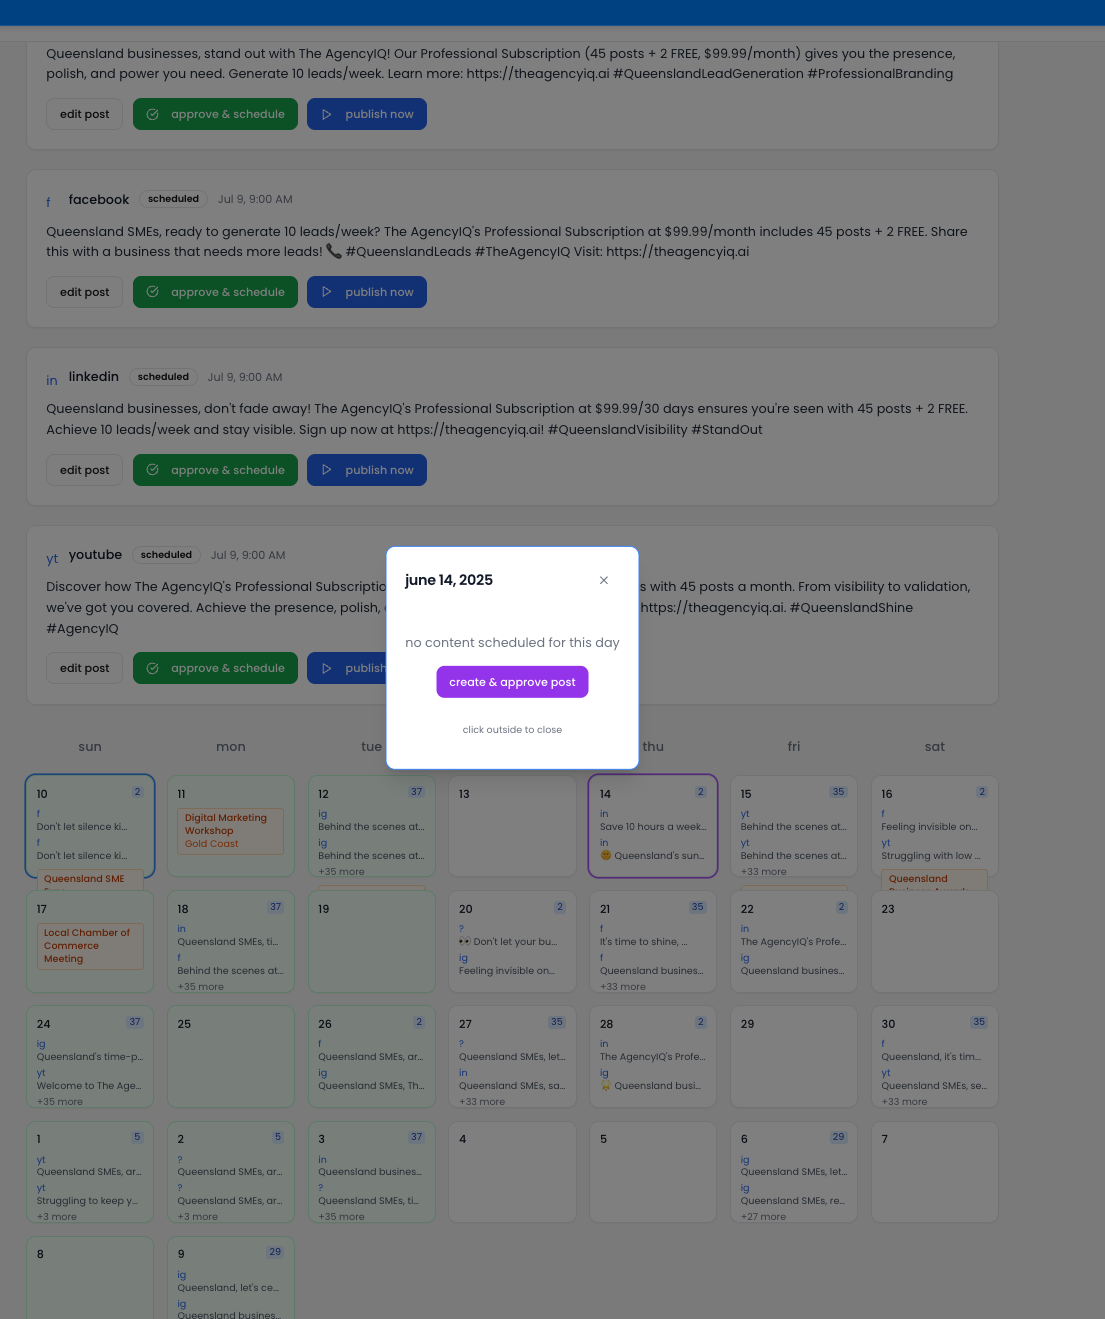 Queensland businesses, stand out with The AgencyIQ! Our Professional Subscription (45 posts + 2 FREE, $99.99/month) gives you the presence,
polish, and power you need. Generate 10 leads/week. Learn more: https://theagencyiq.ai #QueenslandLeadGeneration #ProfessionalBranding
edit post approve & schedule publish now
f facebook scheduled Jul 9, 9:00 AM
Queensland SMEs, ready to generate 10 leads/week? The AgencyIQ's Professional Subscription at $99.99/month includes 45 posts + 2 FREE. Share
this with a business that needs more leads! 📞 #QueenslandLeads #TheAgencyIQ Visit: https://theagencyiq.ai
edit post approve & schedule publish now
in linkedin scheduled Jul 9, 9:00 AM
Queensland businesses, don't fade away! The AgencyIQ's Professional Subscription at $99.99/30 days ensures you're seen with 45 posts + 2 FREE.
Achieve 10 leads/week and stay visible. Sign up now at https://theagencyiq.ai! #QueenslandVisibility #StandOut
edit post approve & schedule publish now
yt youtube scheduled Jul 9, 9:00 AM
Discover how The AgencyIQ's Professional Subscriptio s with 45 posts a month. From visibility to validation,
we've got you covered. Achieve the presence, polish, https://theagencyiq.ai. #QueenslandShine
#AgencyIQ
edit post approve & schedule publish
june 14, 2025 ×
no content scheduled for this day
create & approve post
click outside to close
sun mon tue thu fri sat
10 2
f
Don't let silence ki...
f
Don't let silence ki...
Queensland SME
11
Digital Marketing
Workshop
Gold Coast
12 37
ig
Behind the scenes at...
ig
Behind the scenes at...
+35 more
13
14 2
in
Save 10 hours a week...
in
🌞 Queensland's sun...
15 35
yt
Behind the scenes at...
yt
Behind the scenes at...
+33 more
16 2
f
Feeling invisible on...
yt
Struggling with low ...
Queensland
17
Local Chamber of
Commerce
Meeting
18 37
in
Queensland SMEs, ti...
f
Behind the scenes at...
+35 more
19
20 2
?
👀 Don't let your bu...
ig
Feeling invisible on...
21 35
f
It's time to shine, ...
f
Queensland busines...
+33 more
22 2
in
The AgencyIQ's Profe...
ig
Queensland busines...
23
24 37
ig
Queensland's time-p...
yt
Welcome to The Age...
+35 more
25
26 2
f
Queensland SMEs, ar...
ig
Queensland SMEs, Th...
27 35
?
Queensland SMEs, let...
in
Queensland SMEs, sa...
+33 more
28 2
in
The AgencyIQ's Profe...
ig
Queensland busi...
29
30 35
f
Queensland, it's tim...
yt
Queensland SMEs, se...
+33 more
1 5
yt
Queensland SMEs, ar...
yt
Struggling to keep y...
+3 more
2 5
?
Queensland SMEs, ar...
?
Queensland SMEs, ar...
+3 more
3 37
in
Queensland busines...
?
Queensland SMEs, ti...
+35 more
4
5
6 29
ig
Queensland SMEs, let...
ig
Queensland SMEs, re...
+27 more
7
8
9 29
ig
Queensland, let's ce...
ig
Queensland busines...